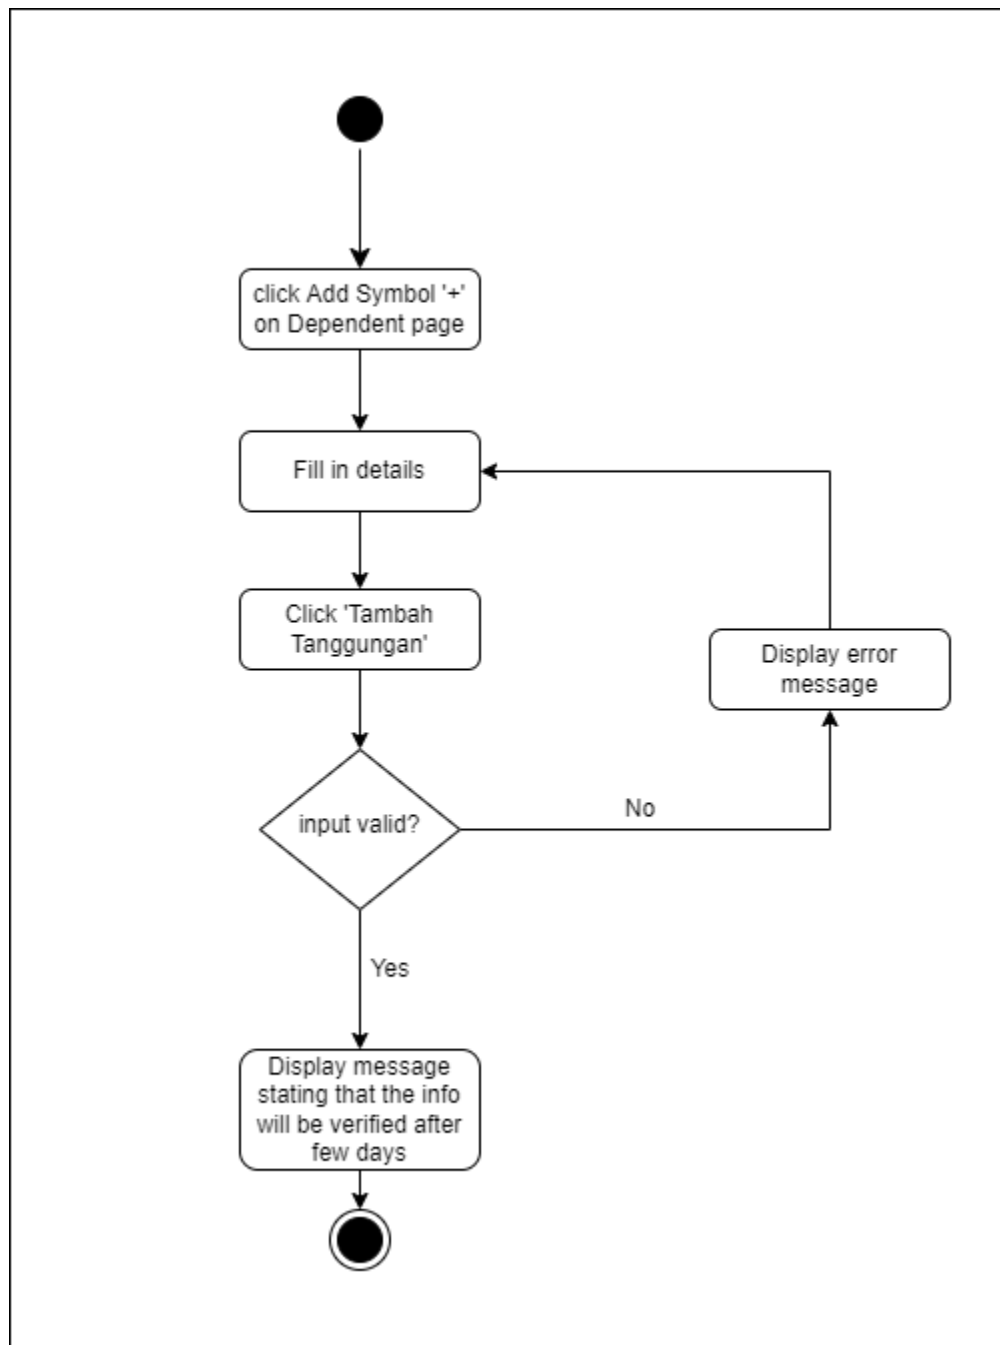 click Add Symbol '+'
on Dependent page
Fill in details
Click 'Tambah
Tanggungan'
Display error
message
input valid?
No
Yes
Display message
stating that the info
will be verified after
few days